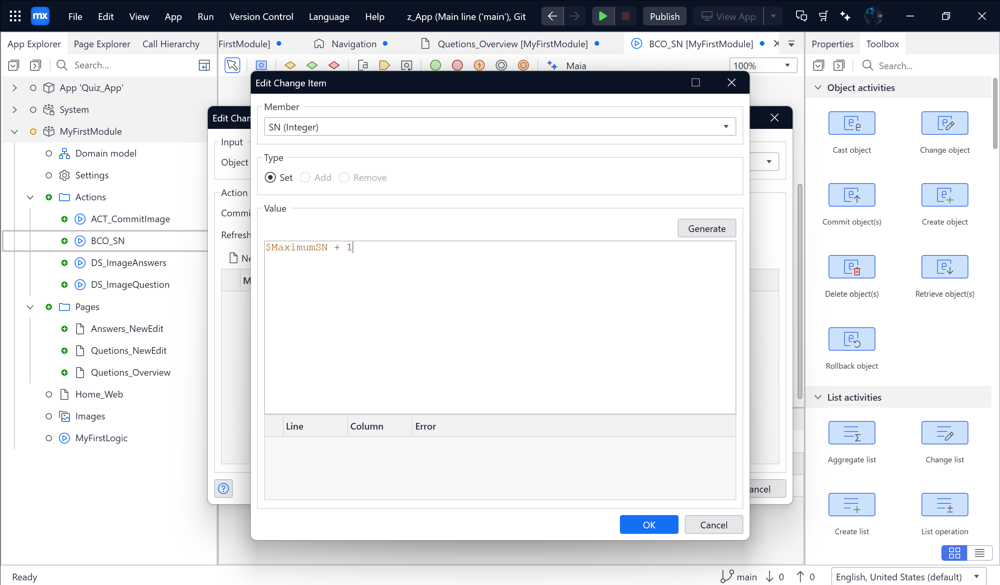 mx File Edit View App Run Version Control Language Help z_App (Main line ('main'), Git Publish View App
App Explorer Page Explorer Call Hierarchy FirstModule] Navigation Quetions_Overview [MyFirstModule] BCO_SN [MyFirstModule] Properties Toolbox
Search... Maia 100% Search...
App 'Quiz_App'
System
MyFirstModule
Domain model
Settings
Actions
ACT_CommitImage
BCO_SN
DS_ImageAnswers
DS_ImageQuestion
Pages
Answers_NewEdit
Quetions_NewEdit
Quetions_Overview
Home_Web
Images
MyFirstLogic
Edit Chan
Input
Object
Action
Commi
Refresh
Ne
M
ancel
Edit Change Item
Member
SN (Integer)
Type
Set Add Remove
Value
Generate
$MaximumSN + 1
Line Column Error
OK Cancel
Object activities
Cast object Change object
Commit object(s) Create object
Delete object(s) Retrieve object(s)
Rollback object
List activities
Aggregate list Change list
Create list List operation
Ready main 0 0 English, United States (default)